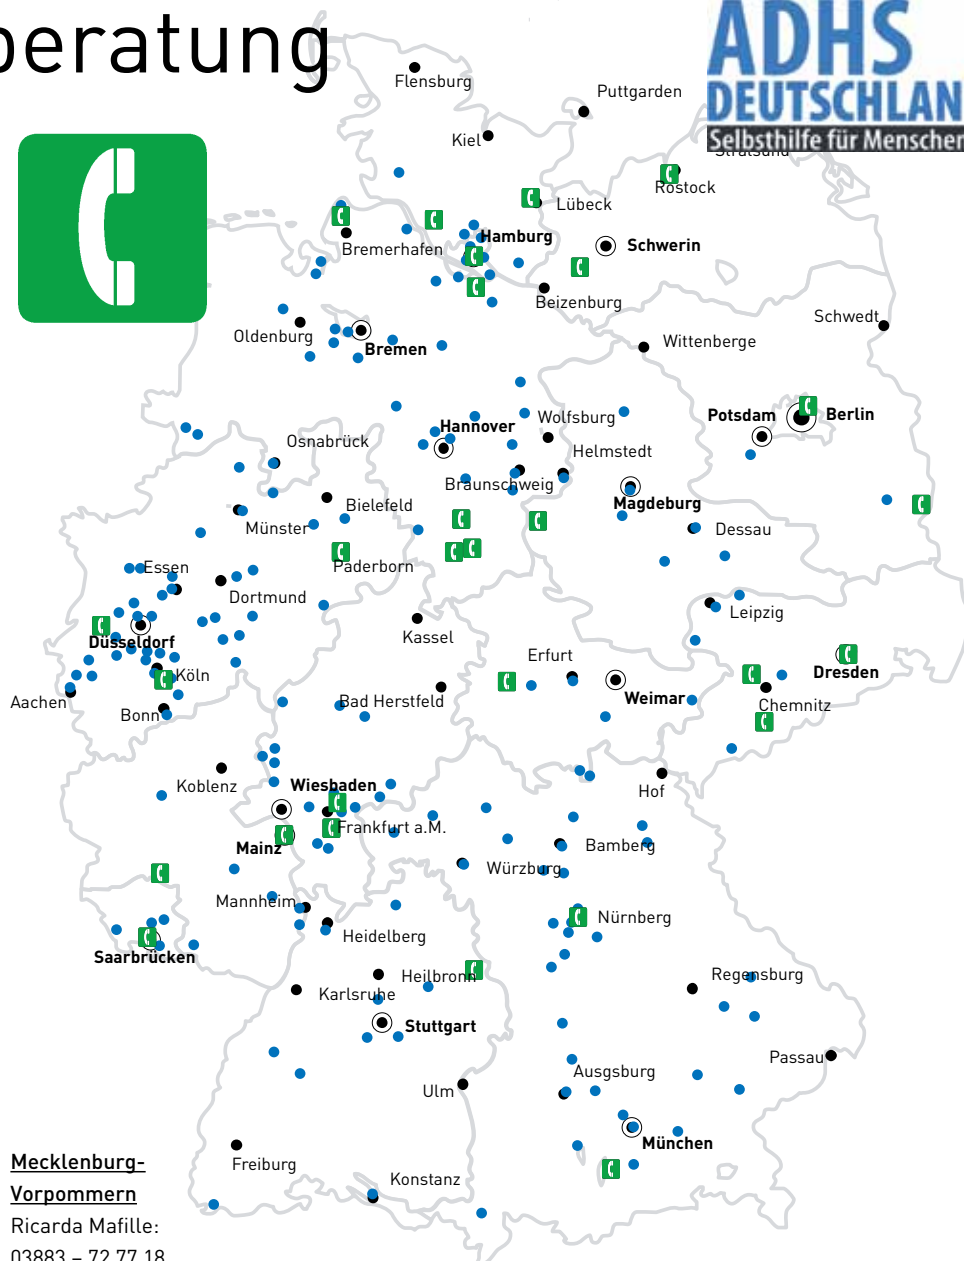 beratung
ADHS
DEUTSCHLAN
Selbsthilfe für Menschen
Flensburg
Puttgarden
Kiel
Stralsund
Rostock
Lübeck
Hamburg
Schwerin
Bremerhafen
Beizenburg
Schwedt
Oldenburg
Bremen
Wittenberge
Potsdam
Berlin
Wolfsburg
Hannover
Osnabrück
Helmstedt
Braunschweig
Magdeburg
Bielefeld
Münster
Dessau
Paderborn
Essen
Dortmund
Leipzig
Kassel
Düsseldorf
Erfurt
Dresden
Köln
Weimar
Aachen
Bad Herstfeld
Chemnitz
Bonn
Koblenz
Wiesbaden
Hof
Frankfurt a.M.
Mainz
Bamberg
Würzburg
Mannheim
Nürnberg
Heidelberg
Saarbrücken
Heilbronn
Regensburg
Karlsruhe
Stuttgart
Passau
Ausgsburg
Ulm
München
Freiburg
Konstanz
Mecklenburg-
Vorpommern
Ricarda Mafille:
03883 – 72 77 18